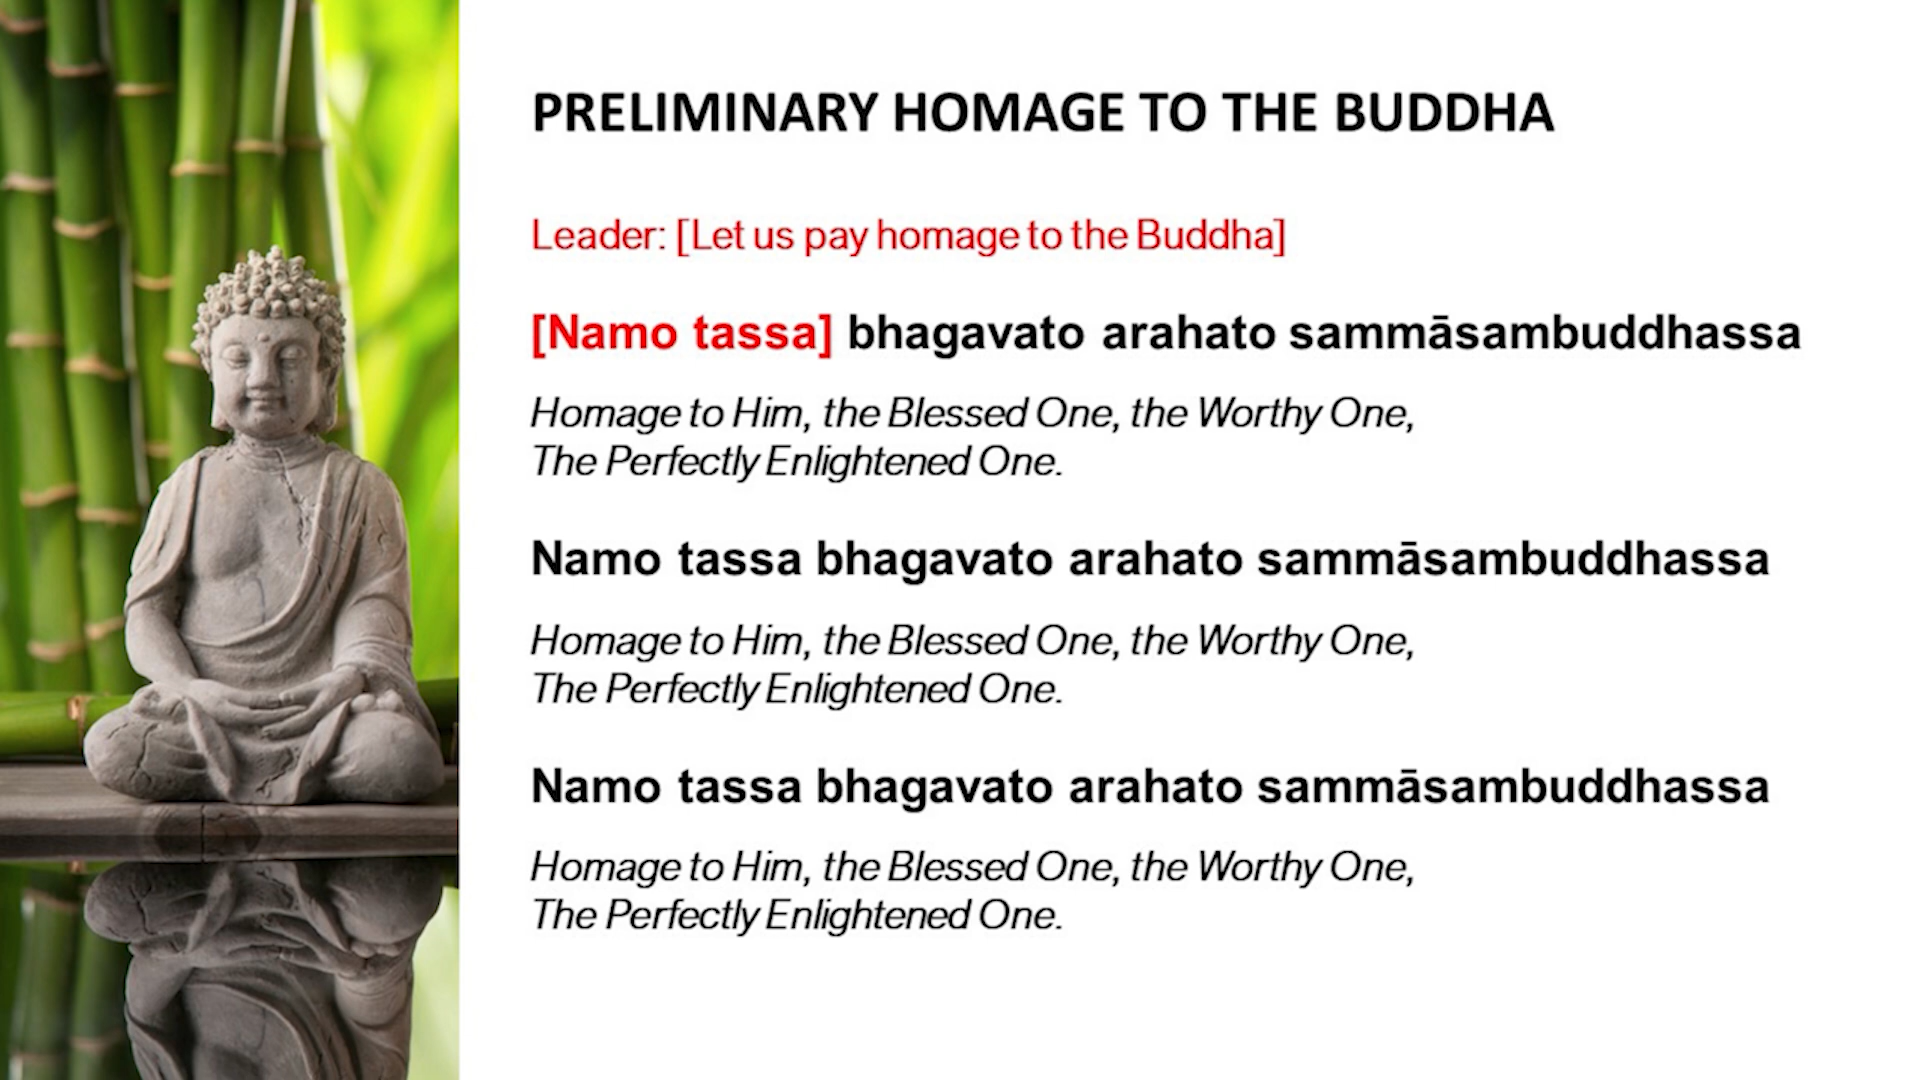 PRELIMINARY HOMAGE TO THE BUDDHA
Leader: [Let us pay homage to the Buddha]
[Namo tassa] bhagavato arahato sammāsambuddhassa
Homage to Him, the Blessed One, the Worthy One,
The Perfectly Enlightened One.
Namo tassa bhagavato arahato sammāsambuddhassa
Homage to Him, the Blessed One, the Worthy One,
The Perfectly Enlightened One.
Namo tassa bhagavato arahato sammāsambuddhassa
Homage to Him, the Blessed One, the Worthy One,
The Perfectly Enlightened One.